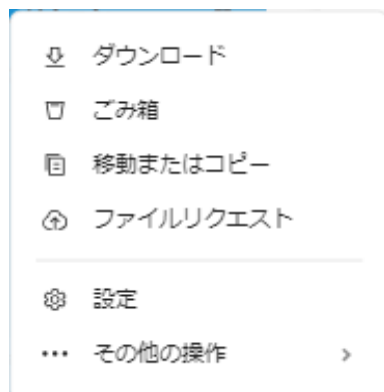 ダウンロード
ごみ箱
移動またはコピー
ファイルリクエスト
設定
その他の操作